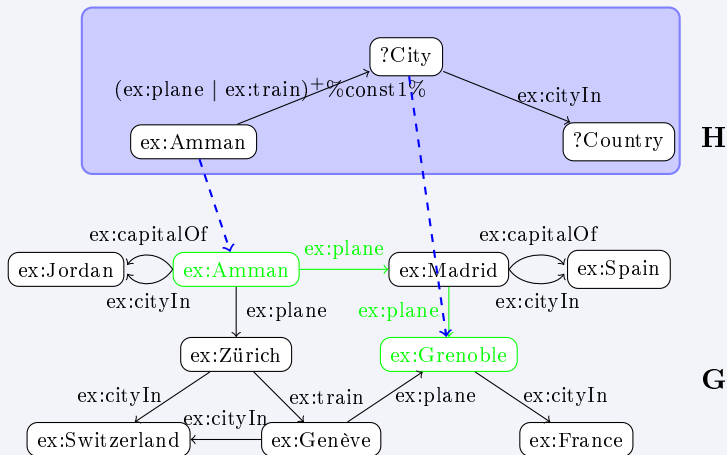 ?City
(ex:plane | ex:train)+%const1%
ex:cityIn
ex:Amman
?Country
H
ex:capitalOf
ex:plane
ex:capitalOf
ex:Jordan
ex:Amman
ex:Madrid
ex:Spain
ex:cityIn
ex:plane
ex:plane
ex:cityIn
ex:Zürich
ex:Grenoble
G
ex:cityIn
ex:train
ex:plane
ex:cityIn
ex:cityIn
ex:Switzerland
ex:Genève
ex:France